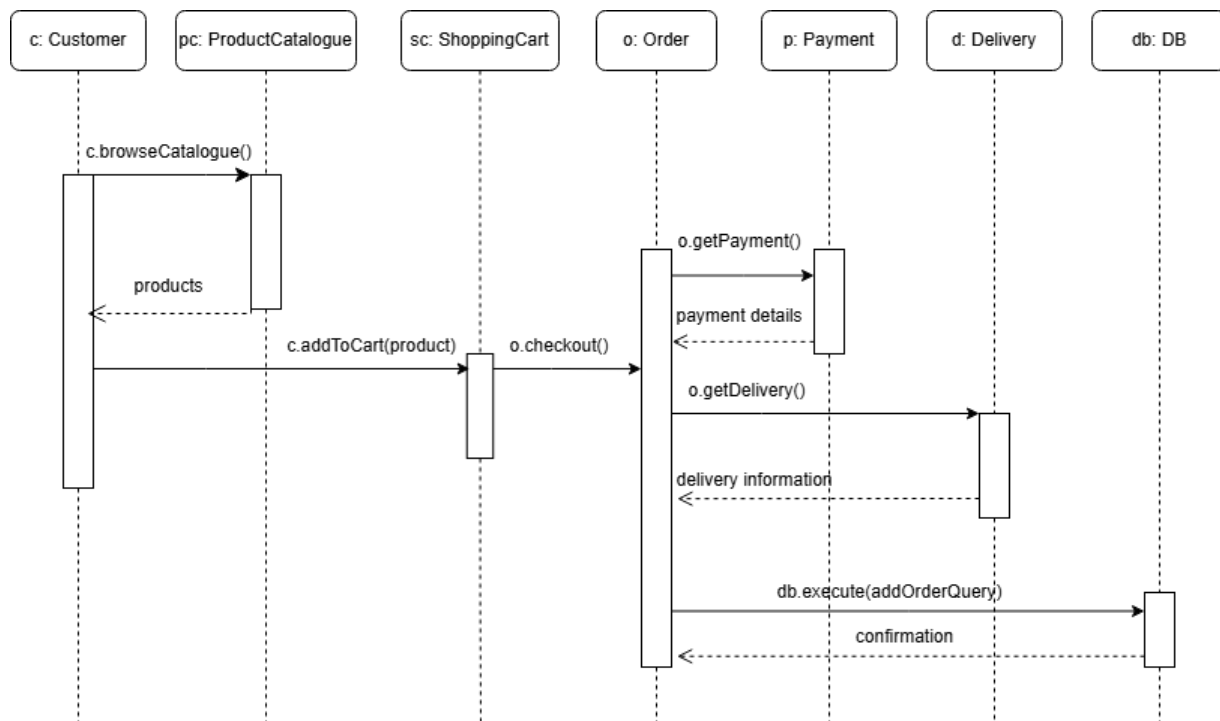 c: Customer
pc: ProductCatalogue
sc: ShoppingCart
o: Order
p: Payment
d: Delivery
db: DB
c.browseCatalogue()
o.getPayment()
products
payment details
c.addToCart(product)
o.checkout()
o.getDelivery()
delivery information
db.execute(addOrderQuery)
confirmation